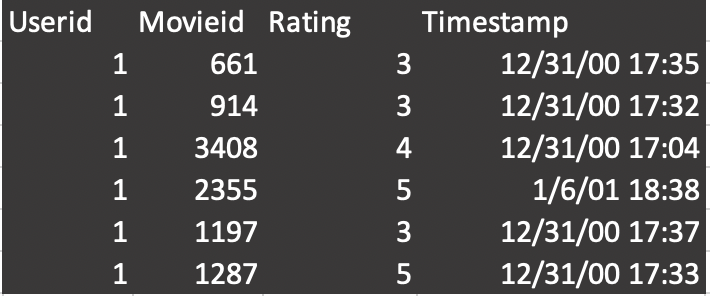 Userid Movieid Rating Timestamp
1 661 3 12/31/00 17:35
1 914 3 12/31/00 17:32
1 3408 4 12/31/00 17:04
1 2355 5 1/6/01 18:38
1 1197 3 12/31/00 17:37
1 1287 5 12/31/00 17:33